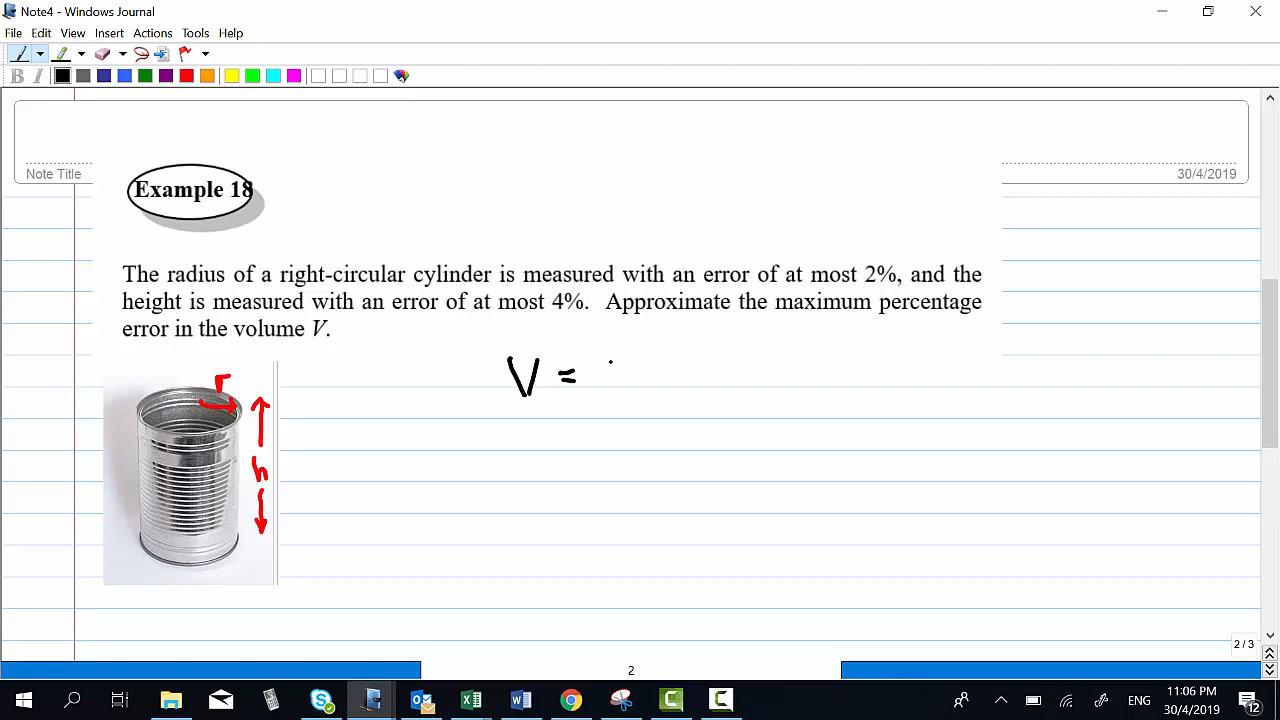 Note4 - Windows Journal
File Edit View Insert Actions Tools Help
B I
Note Title
30/4/2019
Example 18
The radius of a right-circular cylinder is measured with an error of at most 2%, and the
height is measured with an error of at most 4%. Approximate the maximum percentage
error in the volume V.
V =
r
h
2 / 3
2
ENG
11:06 PM
30/4/2019
12